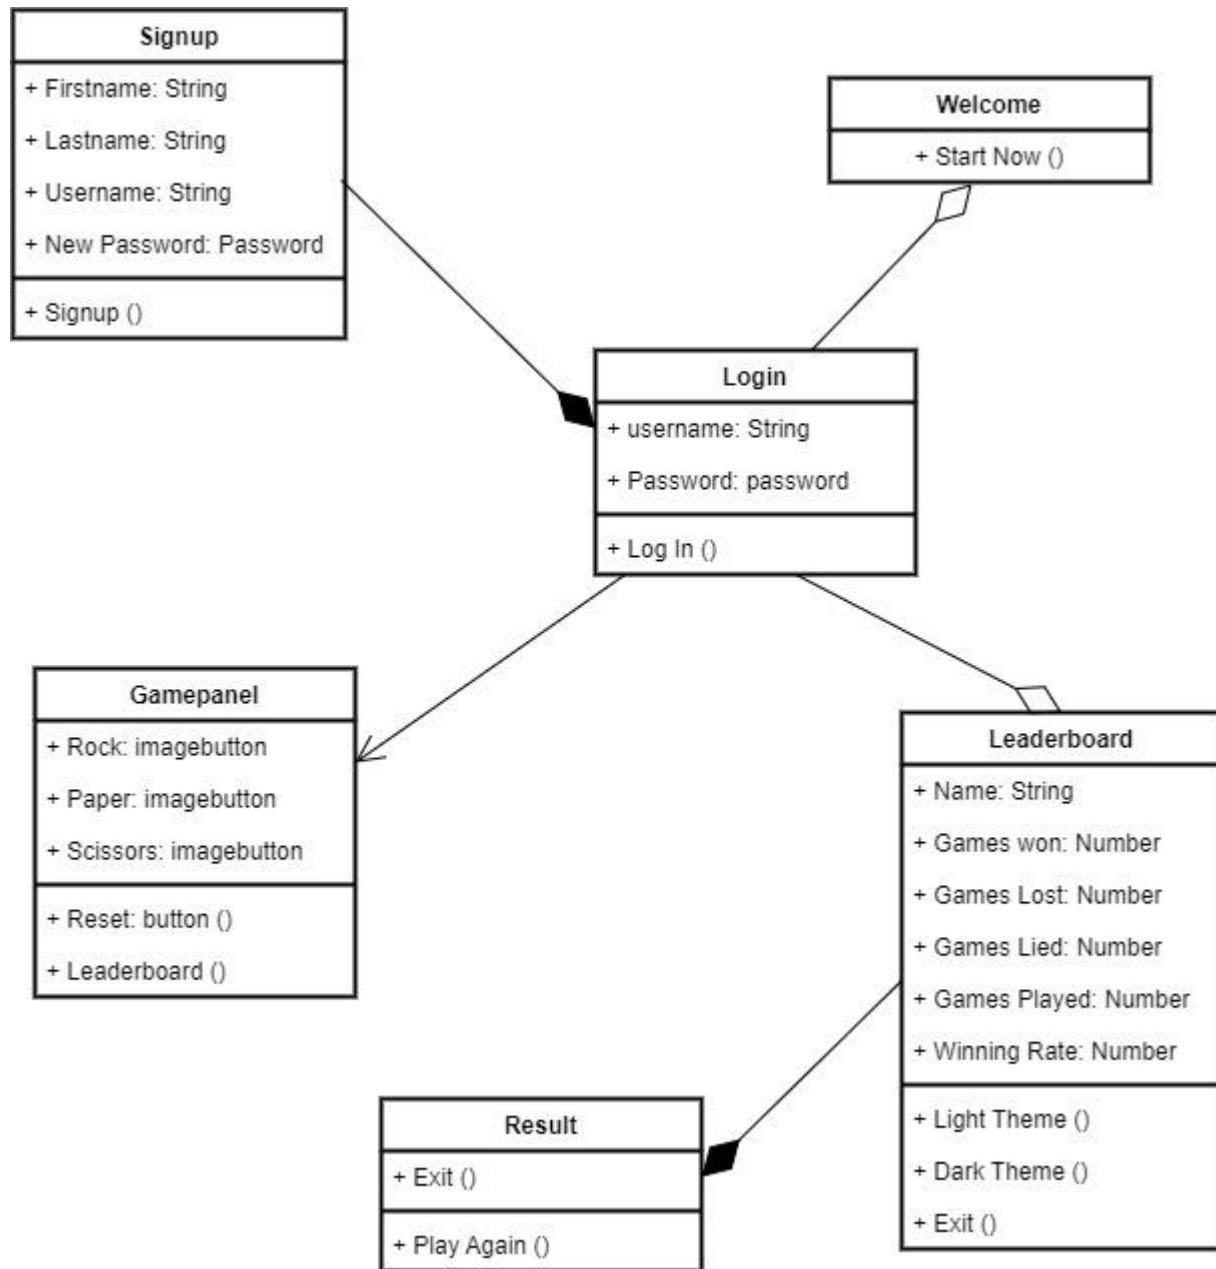 Signup
+ Firstname: String
+ Lastname: String
+ Username: String
+ New Password: Password
+ Signup ()
Welcome
+ Start Now ()
Login
+ username: String
+ Password: password
+ Log In ()
Gamepanel
+ Rock: imagebutton
+ Paper: imagebutton
+ Scissors: imagebutton
+ Reset: button ()
+ Leaderboard ()
Leaderboard
+ Name: String
+ Games won: Number
+ Games Lost: Number
+ Games Lied: Number
+ Games Played: Number
+ Winning Rate: Number
+ Light Theme ()
+ Dark Theme ()
+ Exit ()
Result
+ Exit ()
+ Play Again ()